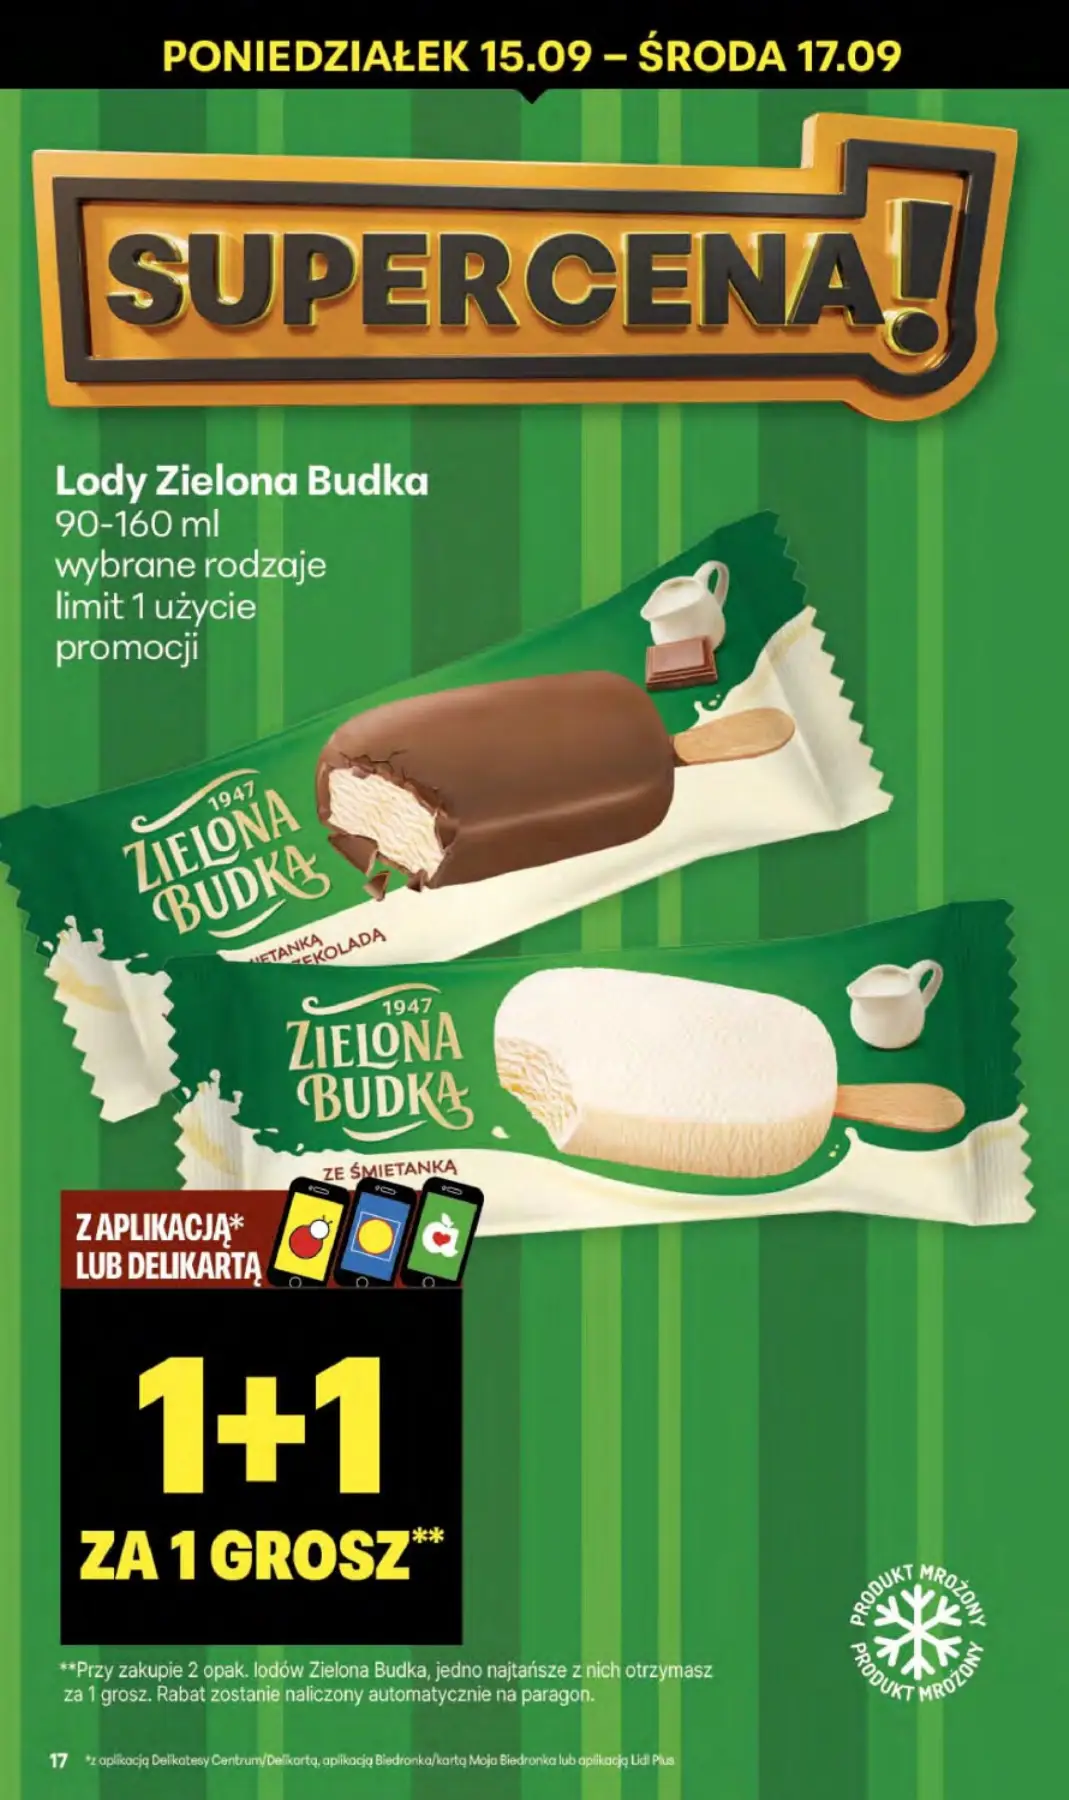 PONIEDZIAŁEK 15.09 – ŚRODA 17.09
SUPERCENA!
Lody Zielona Budka
90-160 ml
wybrane rodzaje
limit 1 użycie
promocji
1947
ZIELONA
BUDKA
CZEKOLADĄ
1947
ZIELONA
BUDKA
ZE ŚMIETANKĄ
Z APLIKACJĄ*
LUB DELIKARTĄ
1+1
ZA 1 GROSZ**
PRODUKT MROŻONY
PRODUKT MROŻONY
**Przy zakupie 2 opak. lodów Zielona Budka, jedno najtańsze z nich otrzymasz
za 1 grosz. Rabat zostanie naliczony automatycznie na paragon.
17 *z aplikacją Delikatesy Centrum/Delikartą, aplikacją Biedronka/kartą Moja Biedronka lub aplikacją Lidl Plus